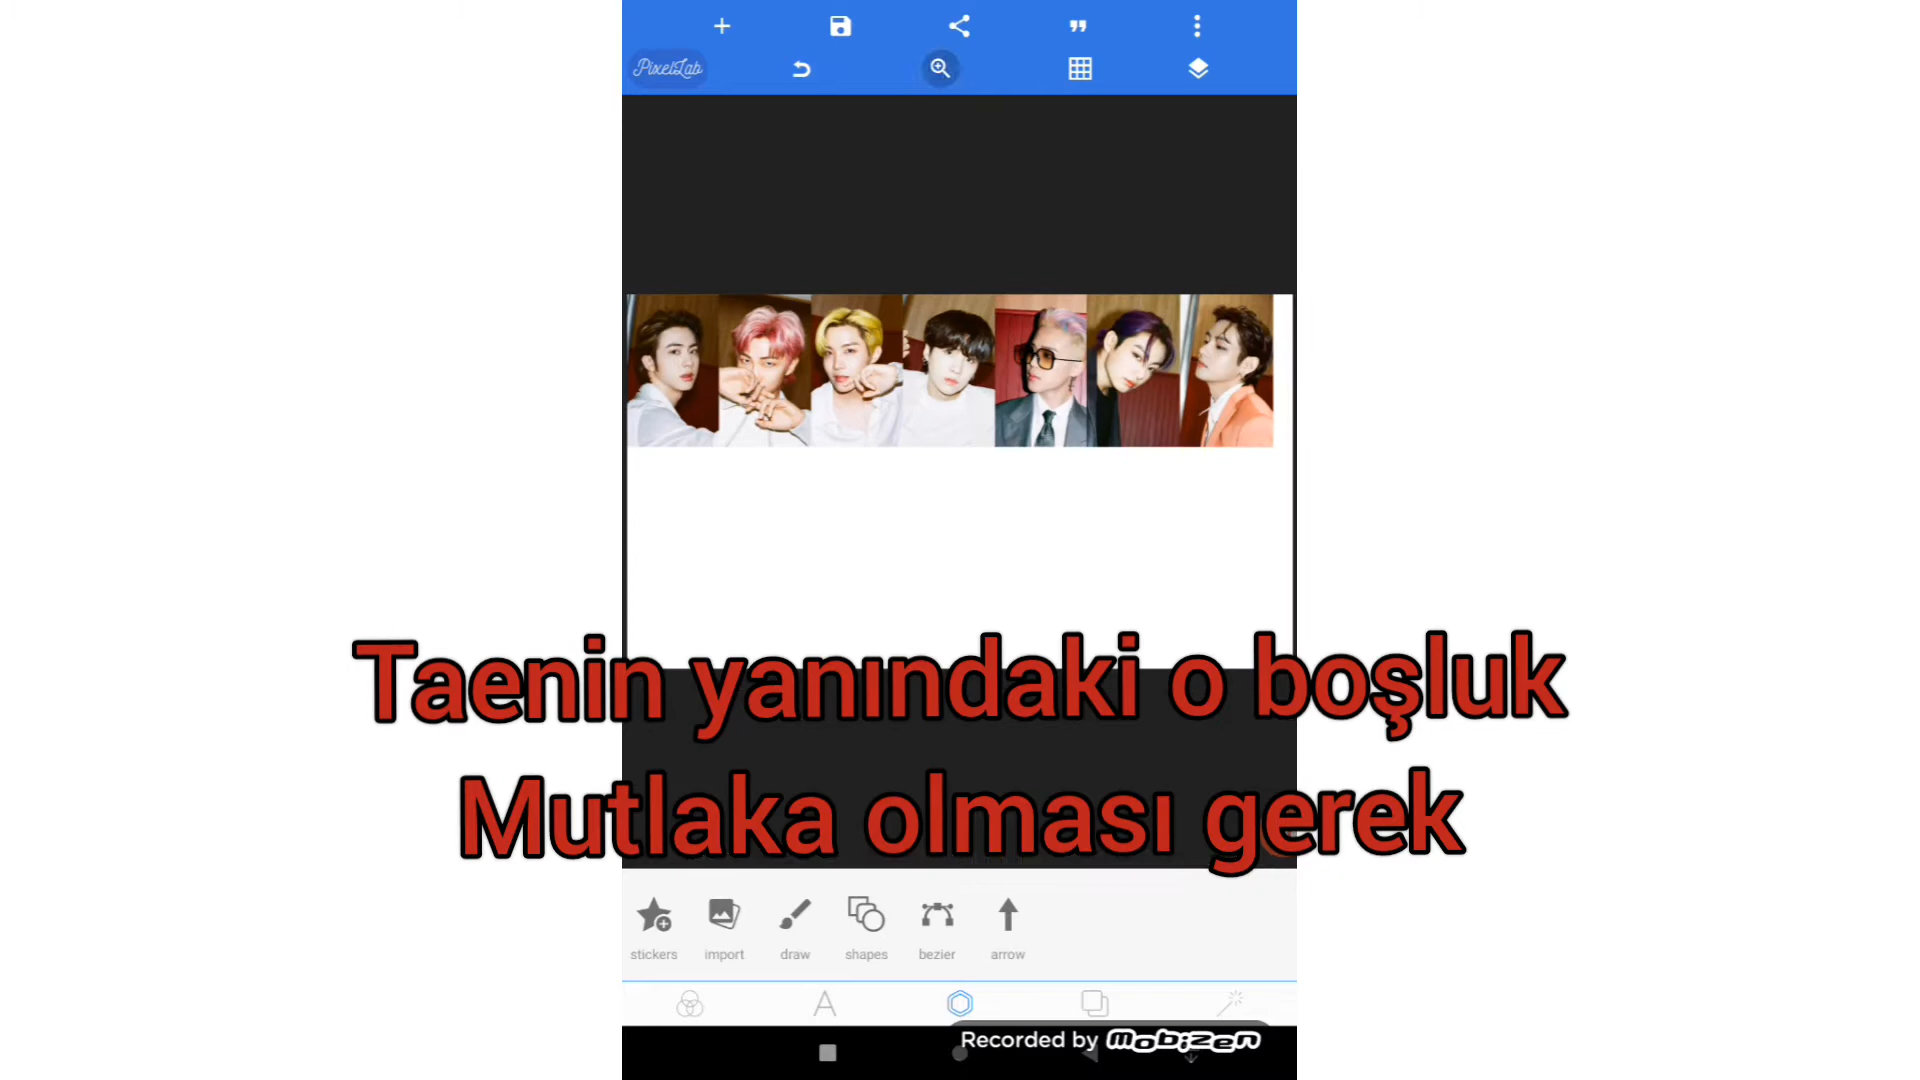 PixelLab
Taenin yanındaki o boşluk
Mutlaka olması gerek
stickers import draw shapes bezier arrow
Recorded by mobizen